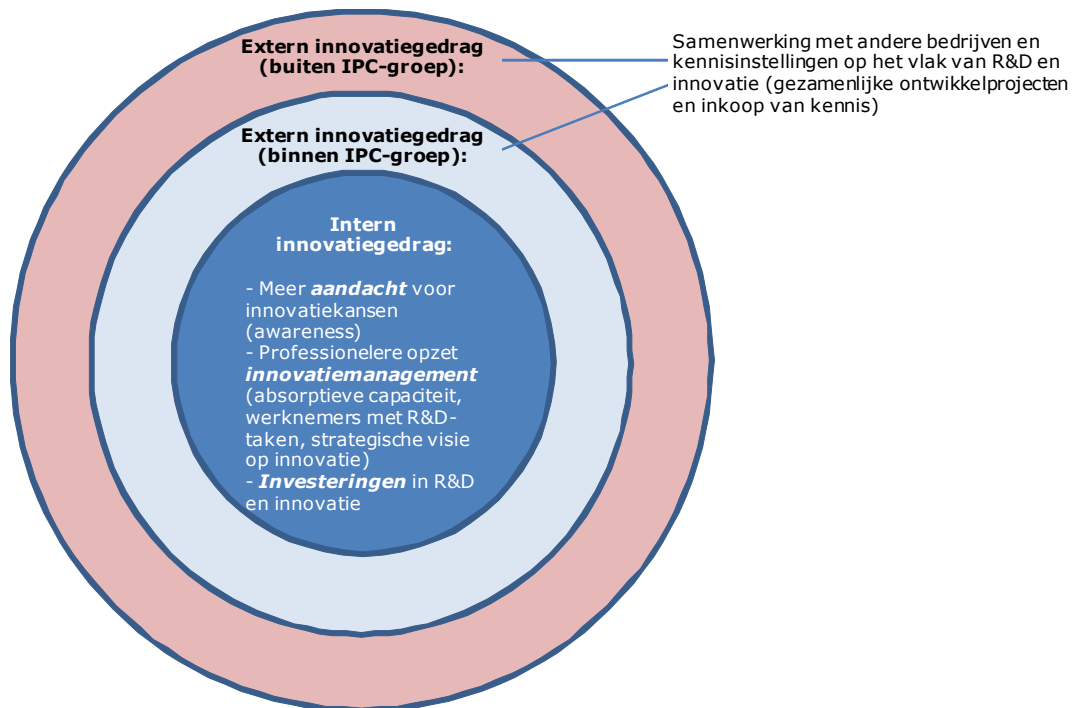 Extern innovatiegedrag
(buiten IPC-groep):
Samenwerking met andere bedrijven en
kennisinstellingen op het vlak van R&D en
innovatie (gezamenlijke ontwikkelprojecten
en inkoop van kennis)
Extern innovatiegedrag
(binnen IPC-groep):
Intern
innovatiegedrag:
- Meer aandacht voor
innovatiekansen
(awareness)
- Professionelere opzet
innovatiemanagement
(absorptieve capaciteit,
werknemers met R&D-
taken, strategische visie
op innovatie)
- Investeringen in R&D
en innovatie